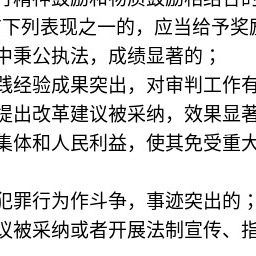 行精神鼓励和物质鼓励相结合的
下列表现之一的，应当给予奖励
中秉公执法，成绩显著的；
践经验成果突出，对审判工作有
提出改革建议被采纳，效果显著
集体和人民利益，使其免受重大
犯罪行为作斗争，事迹突出的；
议被采纳或者开展法制宣传、指